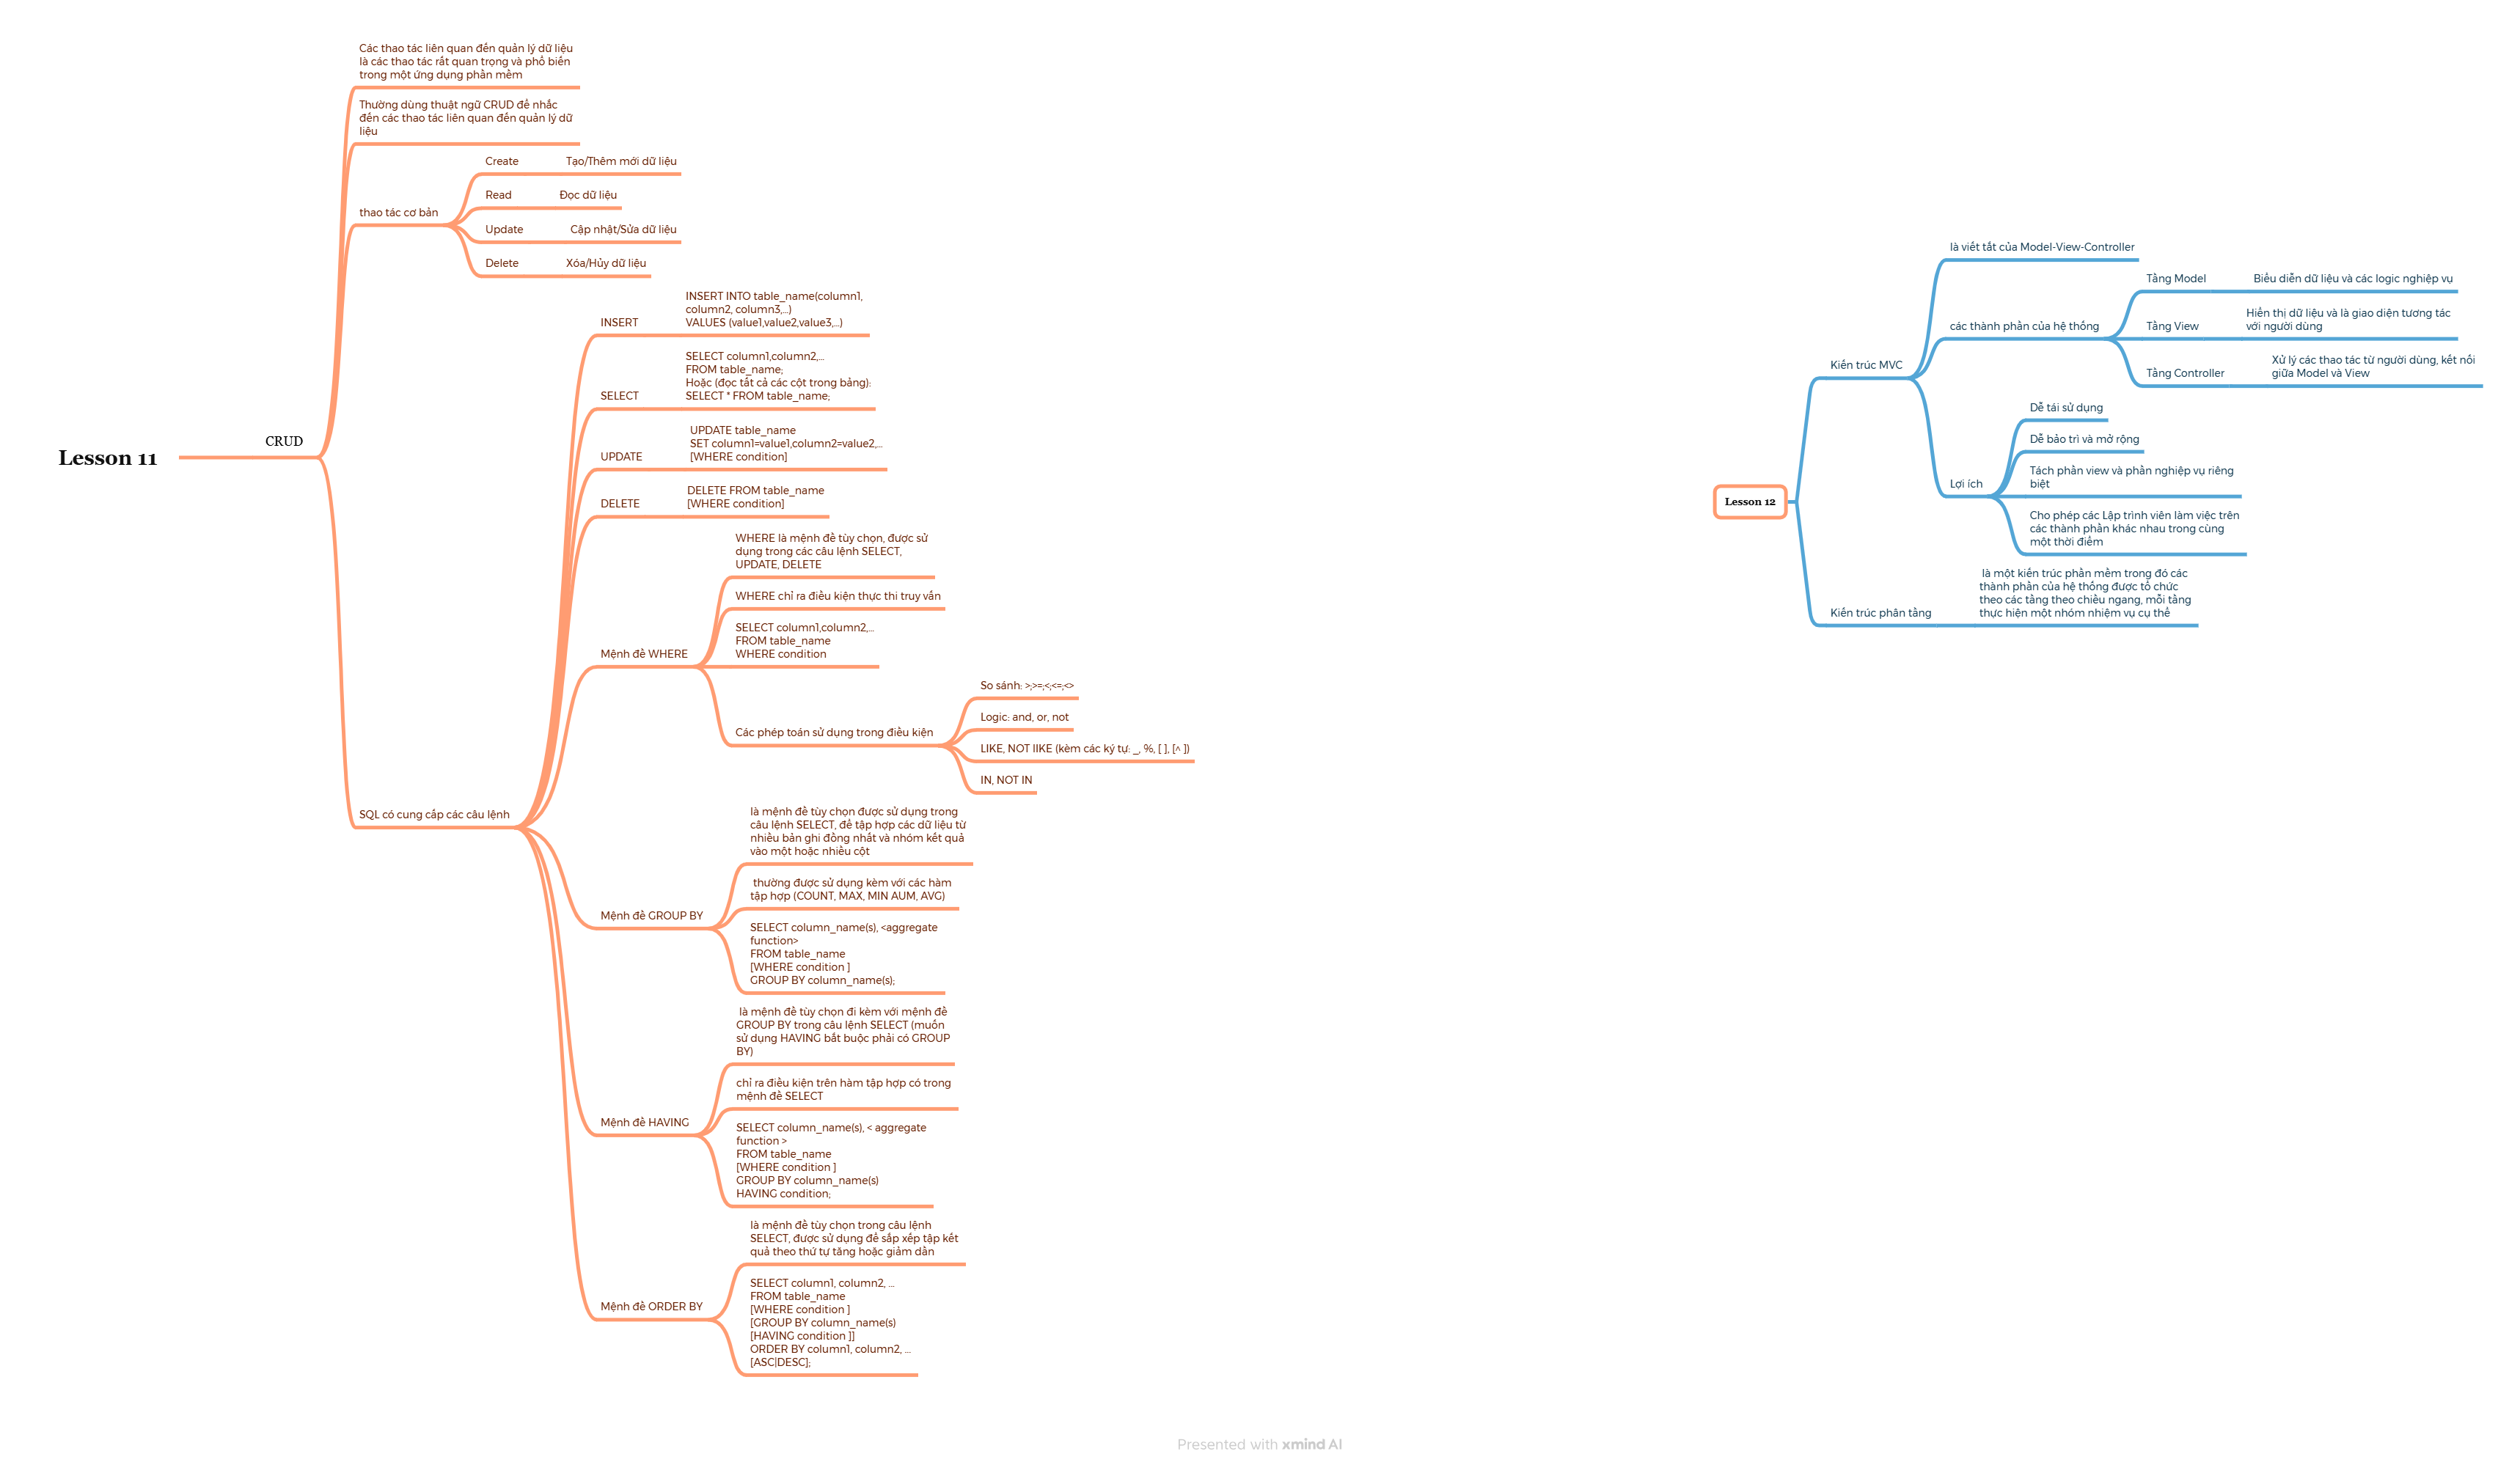 Lesson 11
CRUD
Các thao tác liên quan đến quản lý dữ liệu
là các thao tác rất quan trọng và phổ biến
trong một ứng dụng phần mềm
Thường dùng thuật ngữ CRUD để nhắc
đến các thao tác liên quan đến quản lý dữ
liệu
thao tác cơ bản
Create
Tạo/Thêm mới dữ liệu
Read
Đọc dữ liệu
Update
Cập nhật/Sửa dữ liệu
Delete
Xóa/Hủy dữ liệu
SQL có cung cấp các câu lệnh
INSERT
INSERT INTO table_name(column1,
column2, column3,...)
VALUES (value1,value2,value3,...)
SELECT
SELECT column1,column2,...
FROM table_name;
Hoặc (đọc tất cả các cột trong bảng):
SELECT * FROM table_name;
UPDATE
UPDATE table_name
SET column1=value1,column2=value2,...
[WHERE condition]
DELETE
DELETE FROM table_name
[WHERE condition]
Mệnh đề WHERE
WHERE là mệnh đề tùy chọn, được sử
dụng trong các câu lệnh SELECT,
UPDATE, DELETE
WHERE chỉ ra điều kiện thực thi truy vấn
SELECT column1,column2,...
FROM table_name
WHERE condition
Các phép toán sử dụng trong điều kiện
So sánh: >;>=;<;<=;<>
Logic: and, or, not
LIKE, NOT lIKE (kèm các ký tự: _, %, [ ], [^ ])
IN, NOT IN
Mệnh đề GROUP BY
là mệnh đề tùy chọn được sử dụng trong
câu lệnh SELECT, để tập hợp các dữ liệu từ
nhiều bản ghi đồng nhất và nhóm kết quả
vào một hoặc nhiều cột
thường được sử dụng kèm với các hàm
tập hợp (COUNT, MAX, MIN AUM, AVG)
SELECT column_name(s), <aggregate
function>
FROM table_name
[WHERE condition ]
GROUP BY column_name(s);
Mệnh đề HAVING
là mệnh đề tùy chọn đi kèm với mệnh đề
GROUP BY trong câu lệnh SELECT (muốn
sử dụng HAVING bắt buộc phải có GROUP
BY)
chỉ ra điều kiện trên hàm tập hợp có trong
mệnh đề SELECT
SELECT column_name(s), < aggregate
function >
FROM table_name
[WHERE condition ]
GROUP BY column_name(s)
HAVING condition;
Mệnh đề ORDER BY
là mệnh đề tùy chọn trong câu lệnh
SELECT, được sử dụng để sắp xếp tập kết
quả theo thứ tự tăng hoặc giảm dần
SELECT column1, column2, ...
FROM table_name
[WHERE condition ]
[GROUP BY column_name(s)
[HAVING condition ]]
ORDER BY column1, column2, ...
[ASC|DESC];
Lesson 12
Kiến trúc MVC
là viết tắt của Model-View-Controller
các thành phần của hệ thống
Tầng Model
Biểu diễn dữ liệu và các logic nghiệp vụ
Tầng View
Hiển thị dữ liệu và là giao diện tương tác
với người dùng
Tầng Controller
Xử lý các thao tác từ người dùng, kết nối
giữa Model và View
Lợi ích
Dễ tái sử dụng
Dễ bảo trì và mở rộng
Tách phần view và phần nghiệp vụ riêng
biệt
Cho phép các Lập trình viên làm việc trên
các thành phần khác nhau trong cùng
một thời điểm
Kiến trúc phân tầng
là một kiến trúc phần mềm trong đó các
thành phần của hệ thống được tổ chức
theo các tầng theo chiều ngang, mỗi tầng
thực hiện một nhóm nhiệm vụ cụ thể
Presented with xmind AI